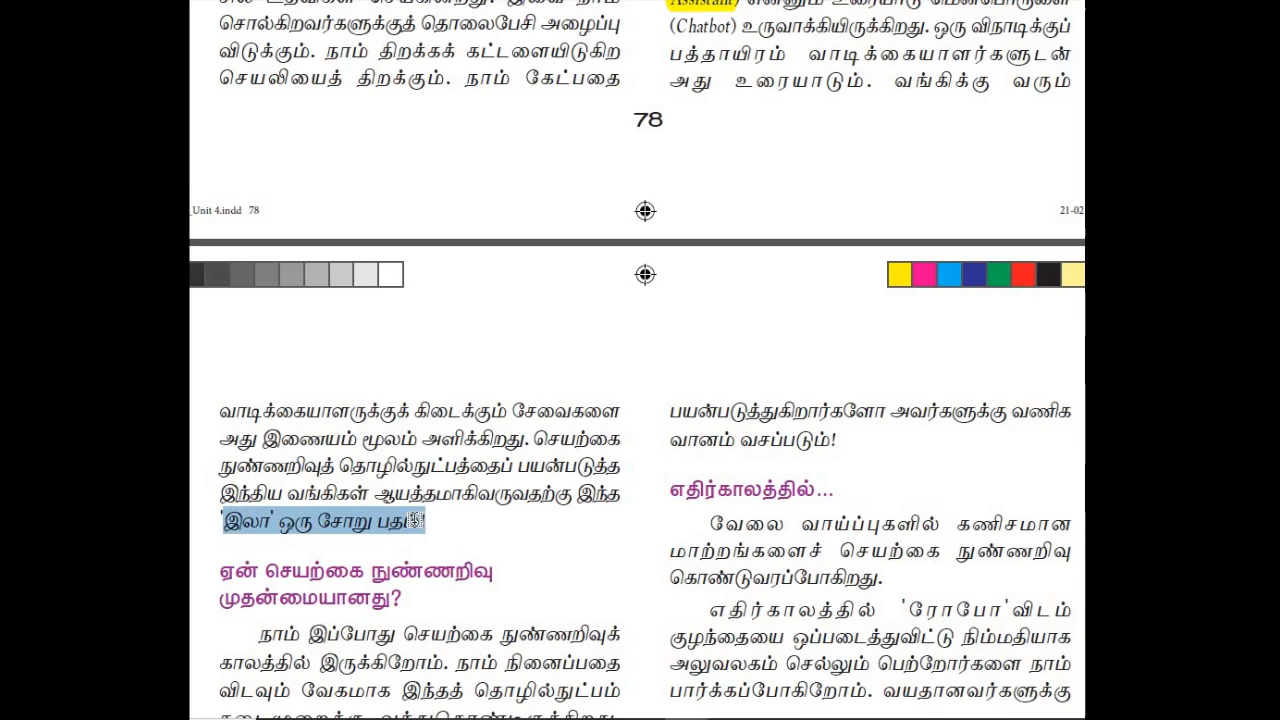 சொல்கிறவர்களுக்குத் தொலைபேசி அழைப்பு
விடுக்கும். நாம் திறக்கக் கட்டளையிடுகிற
செயலியைத் திறக்கும். நாம் கேட்பதை
Assistant) என்னும் உரையாடு மென்பொருளை
(Chatbot) உருவாக்கியிருக்கிறது. ஒரு விநாடிக்குப்
பத்தாயிரம் வாடிக்கையாளர்களுடன்
அது உரையாடும். வங்கிக்கு வரும்
78
_Unit 4.indd 78
21-02
வாடிக்கையாளருக்குக் கிடைக்கும் சேவைகளை
அது இணையம் மூலம் அளிக்கிறது. செயற்கை
நுண்ணறிவுத் தொழில்நுட்பத்தைப் பயன்படுத்த
இந்திய வங்கிகள் ஆயத்தமாகிவருவதற்கு இந்த
'இலா' ஒரு சோறு
ஏன் செயற்கை நுண்ணறிவு
முதன்மையானது?
நாம் இப்போது செயற்கை நுண்ணறிவுக்
காலத்தில் இருக்கிறோம். நாம் நினைப்பதை
விடவும் வேகமாக இந்தத் தொழில்நுட்பம்
பயன்படுத்துகிறார்களோ அவர்களுக்கு வணிக
வானம் வசப்படும்!
எதிர்காலத்தில்...
வேலை வாய்ப்புகளில் கணிசமான
மாற்றங்களைச் செயற்கை நுண்ணறிவு
கொண்டுவரப்போகிறது.
எதிர்காலத்தில் 'ரோபோ'விடம்
குழந்தையை ஒப்படைத்துவிட்டு நிம்மதியாக
அலுவலகம் செல்லும் பெற்றோர்களை நாம்
பார்க்கப்போகிறோம். வயதானவர்களுக்கு